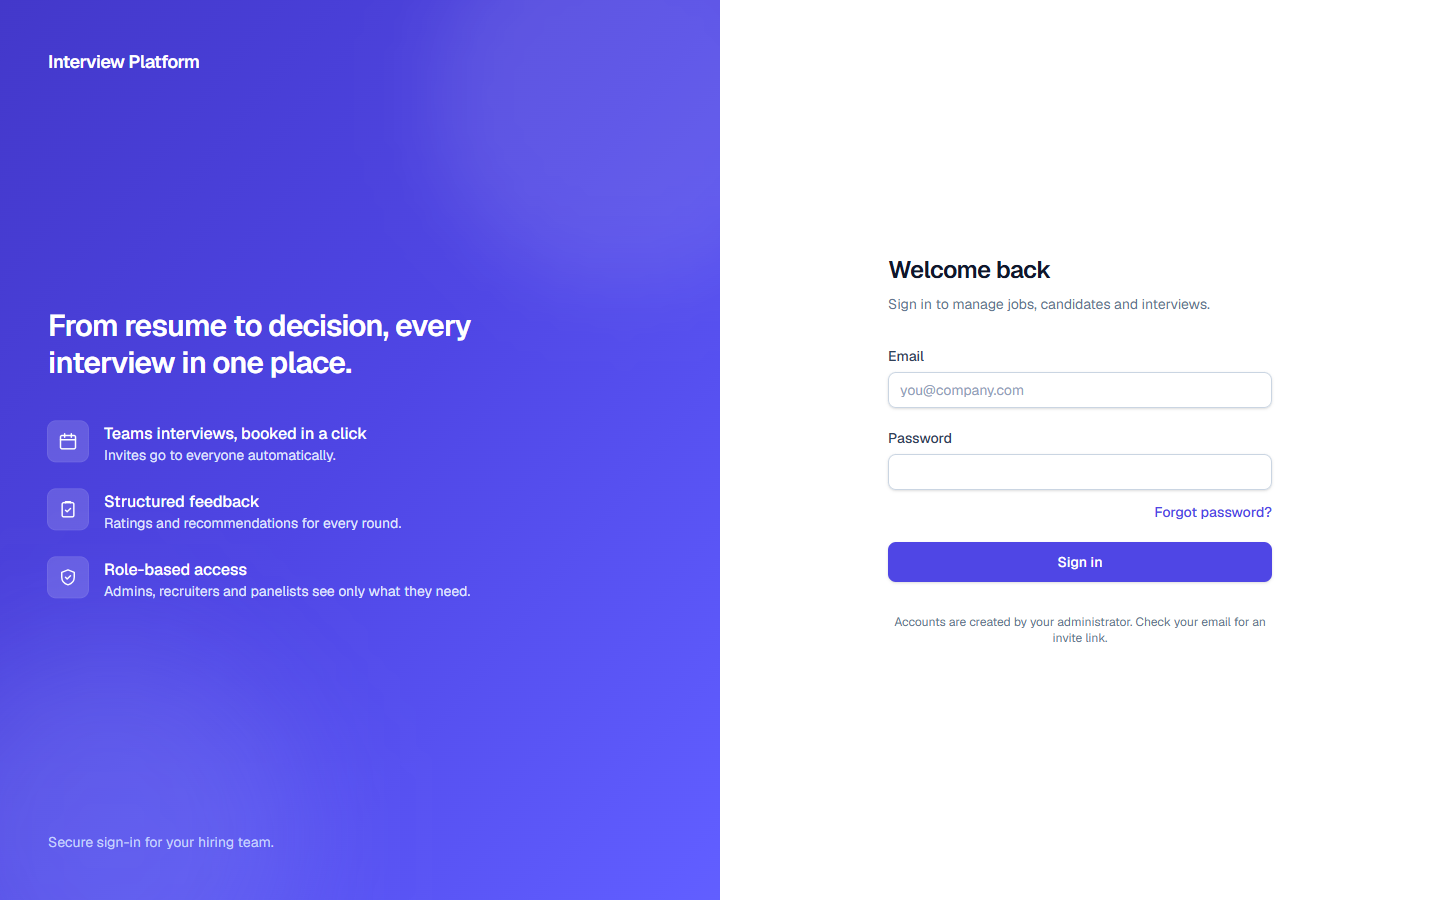 Interview Platform
From resume to decision, every
interview in one place.
Teams interviews, booked in a click
Invites go to everyone automatically.
Structured feedback
Ratings and recommendations for every round.
Role-based access
Admins, recruiters and panelists see only what they need.
Secure sign-in for your hiring team.
Welcome back
Sign in to manage jobs, candidates and interviews.
Email
you@company.com
Password
Forgot password?
Sign in
Accounts are created by your administrator. Check your email for an
invite link.